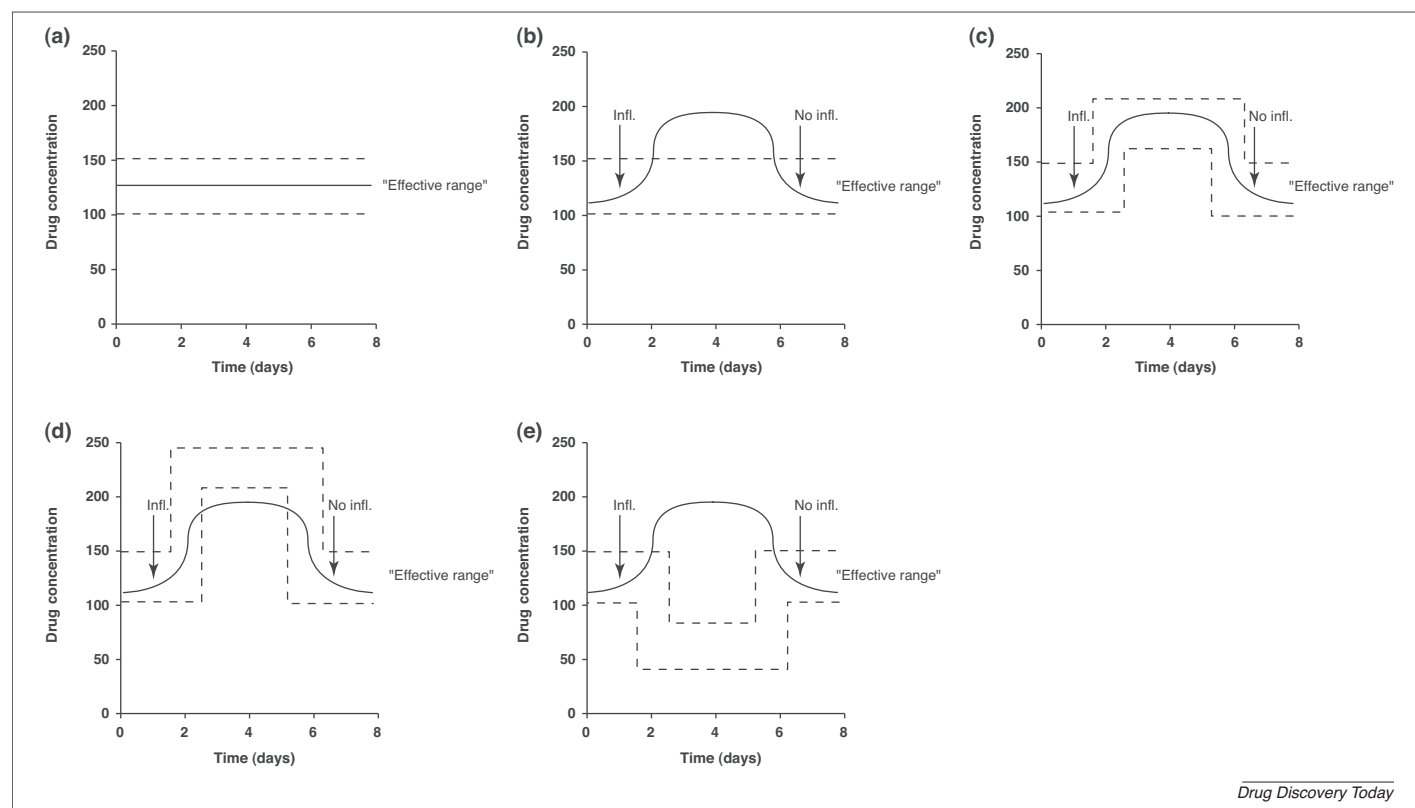 (a)
250
200
150
100
50
0
Drug concentration
"Effective range"
0 2 4 6 8
Time (days)
(b)
250
200
150
100
50
0
Drug concentration
Infl.
No infl.
"Effective range"
0 2 4 6 8
Time (days)
(c)
250
200
150
100
50
0
Drug concentration
Infl.
No infl.
"Effective range"
0 2 4 6 8
Time (days)
(d)
250
200
150
100
50
0
Drug concentration
Infl.
No infl.
"Effective range"
0 2 4 6 8
Time (days)
(e)
250
200
150
100
50
0
Drug concentration
Infl.
No infl.
"Effective range"
0 2 4 6 8
Time (days)
Drug Discovery Today